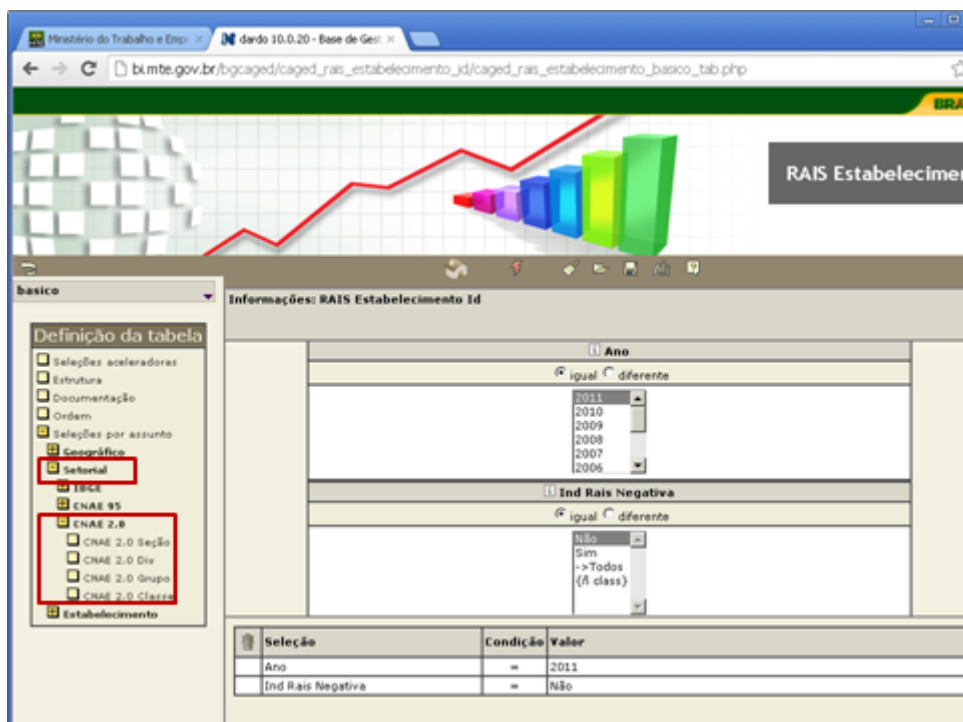 Ministério do Trabalho e Empr
dardo 10.0.20 - Base de Gest
bi.mte.gov.br/bgcaged/caged_rais_estabelecimento_id/caged_rais_estabelecimento_basico_tab.php
BRA
RAIS Estabelecimen
basico
Informações: RAIS Estabelecimento Id
Definição da tabela
Seleções aceleradoras
Estrutura
Documentação
Ordem
Seleções por assunto
Geográfico
Setorial
IBGE
CNAE 95
CNAE 2.0
CNAE 2.0 Seção
CNAE 2.0 Div
CNAE 2.0 Grupo
CNAE 2.0 Classe
Estabelecimento
Ano
igual diferente
2011
2010
2009
2008
2007
2006
Ind Rais Negativa
igual diferente
Não
Sim
->Todos
{ñ class}
Seleção Condição Valor
Ano = 2011
Ind Rais Negativa = Não